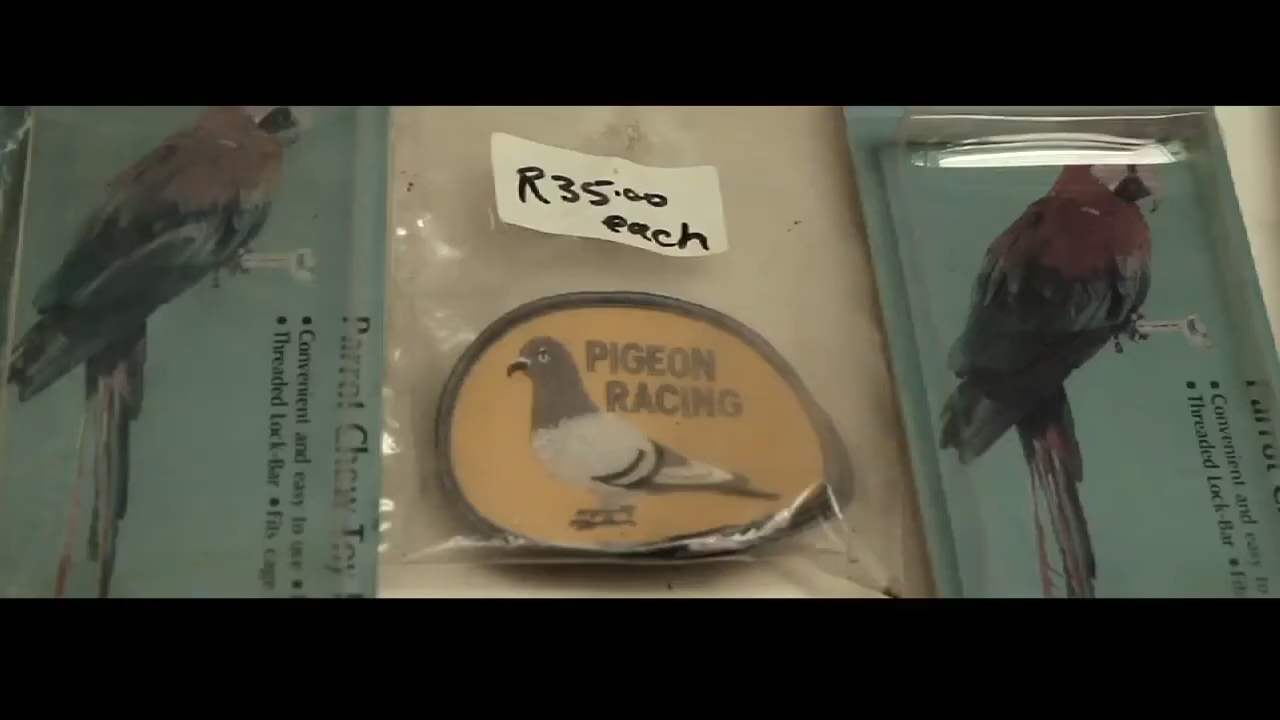 R35.00
each
PIGEON
RACING
Parrot Chew Toy
• Convenient and easy to use •
• Threaded Lock-Bar • Fits cage
Parrot
• Convenient and easy to
• Threaded Lock-Bar •